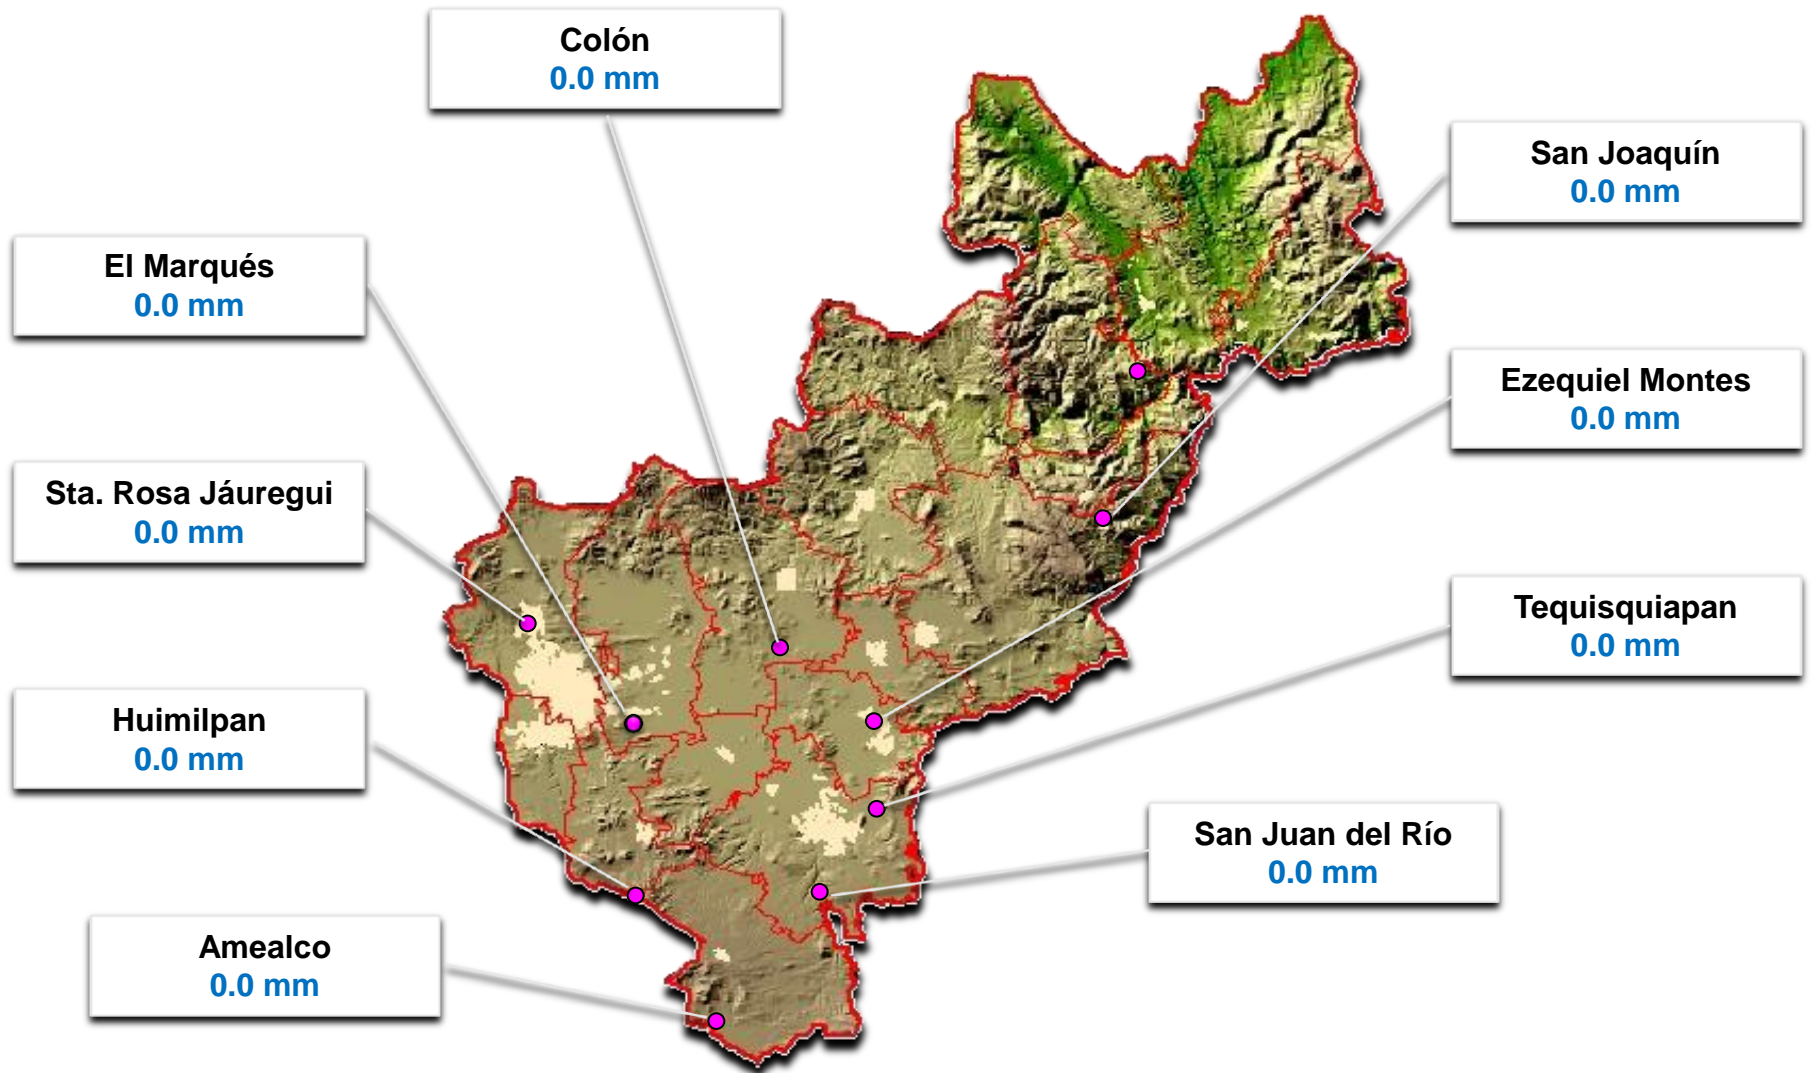 Colón
0.0 mm
San Joaquín
0.0 mm
El Marqués
0.0 mm
Ezequiel Montes
0.0 mm
Sta. Rosa Jáuregui
0.0 mm
Tequisquiapan
0.0 mm
Huimilpan
0.0 mm
San Juan del Río
0.0 mm
Amealco
0.0 mm